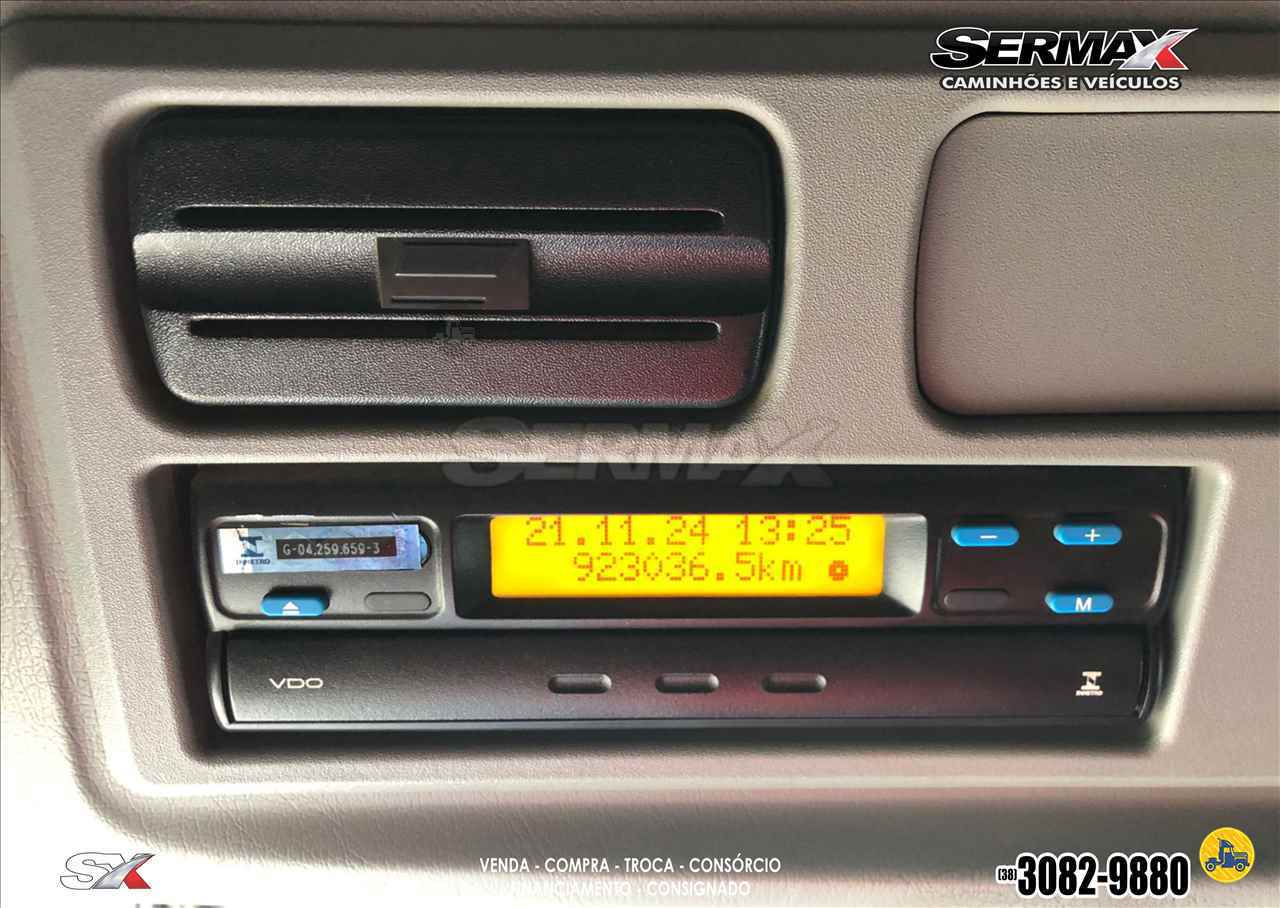 SERMAX
CAMINHÕES E VEÍCULOS
SERMAX
INMETRO
G-04.259.659-3
21.11.24 13:25
923036.5km
− +
M
VDO
INMETRO
SX
VENDA - COMPRA - TROCA - CONSÓRCIO
FINANCIAMENTO - CONSIGNADO
(38) 3082-9880